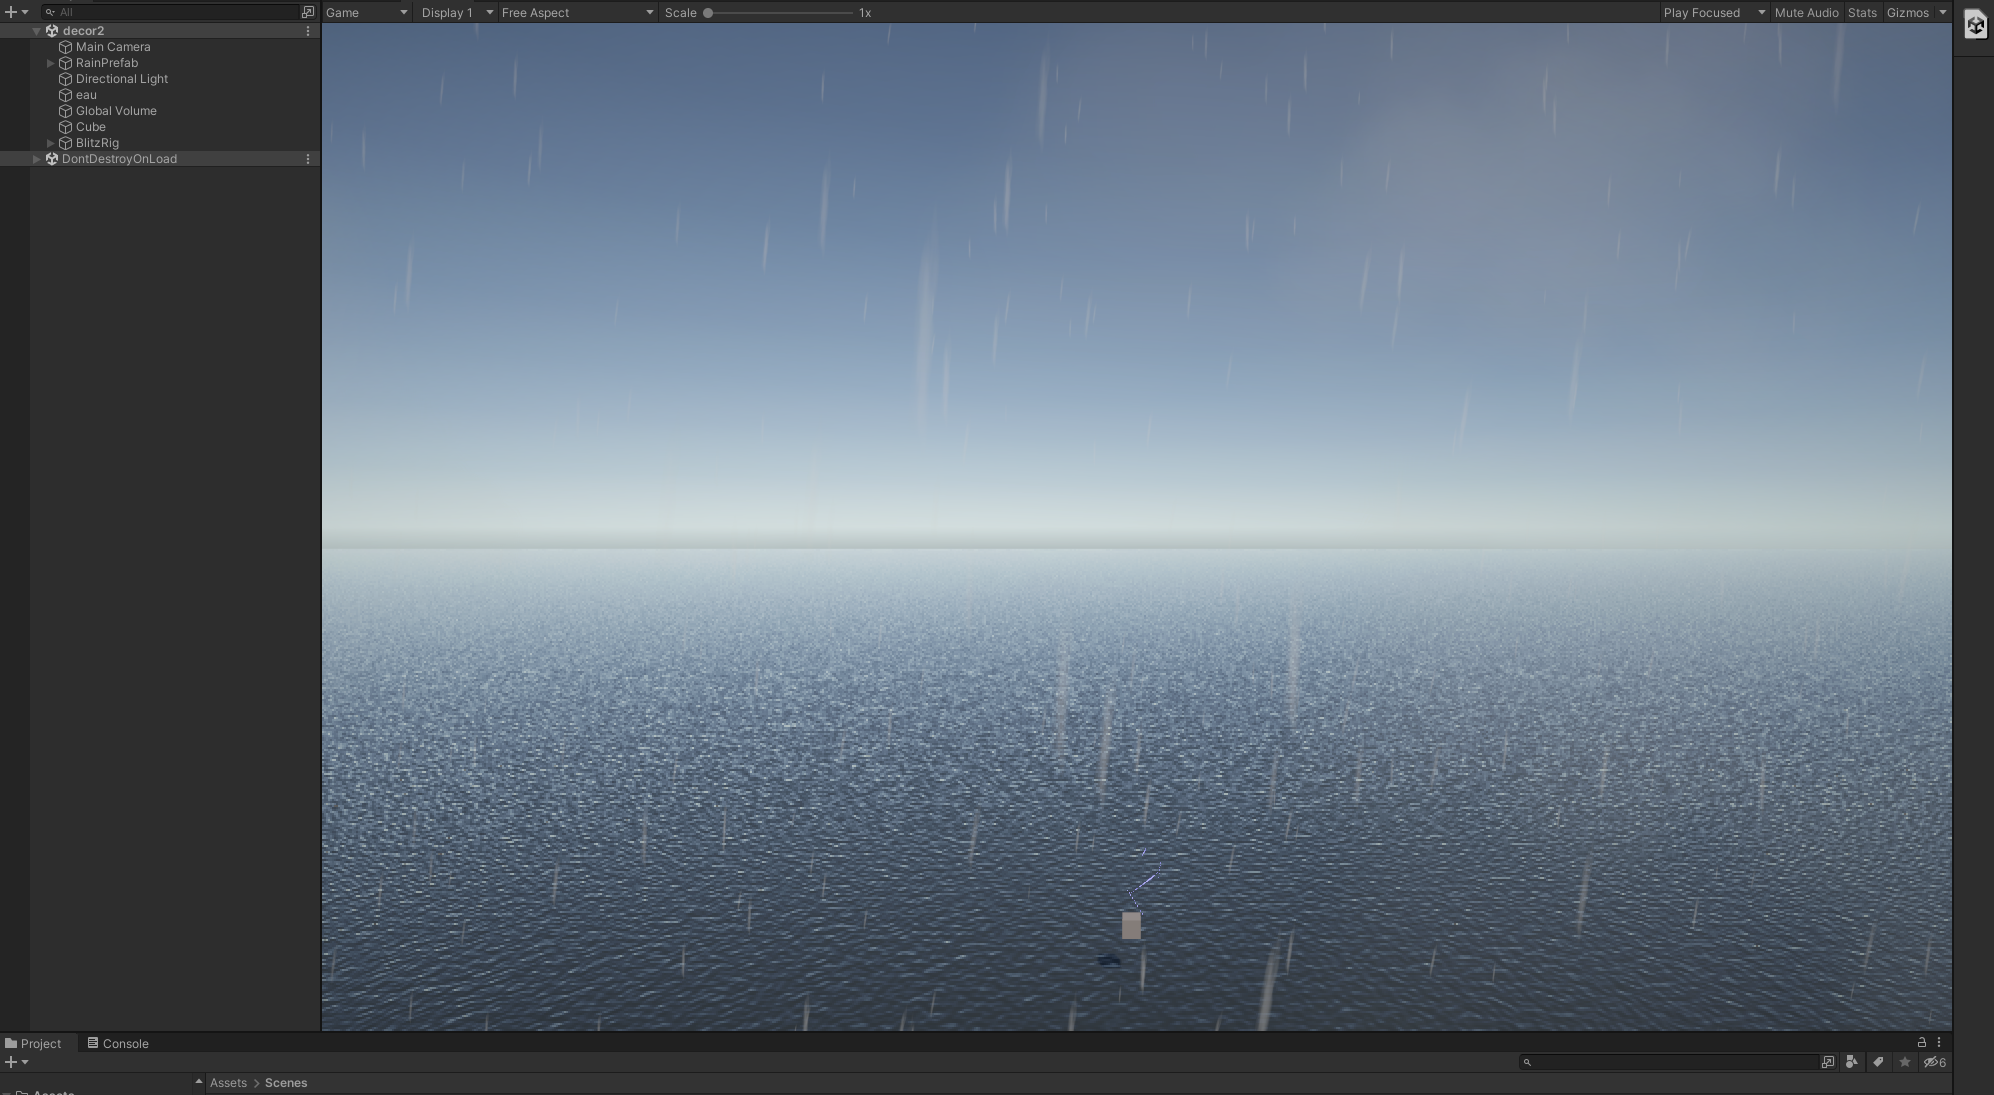 All
Game
Display 1
Free Aspect
Scale
1x
Play Focused
Mute Audio
Stats
Gizmos
decor2
Main Camera
RainPrefab
Directional Light
eau
Global Volume
Cube
BlitzRig
DontDestroyOnLoad
Project
Console
6
Assets > Scenes
Assets